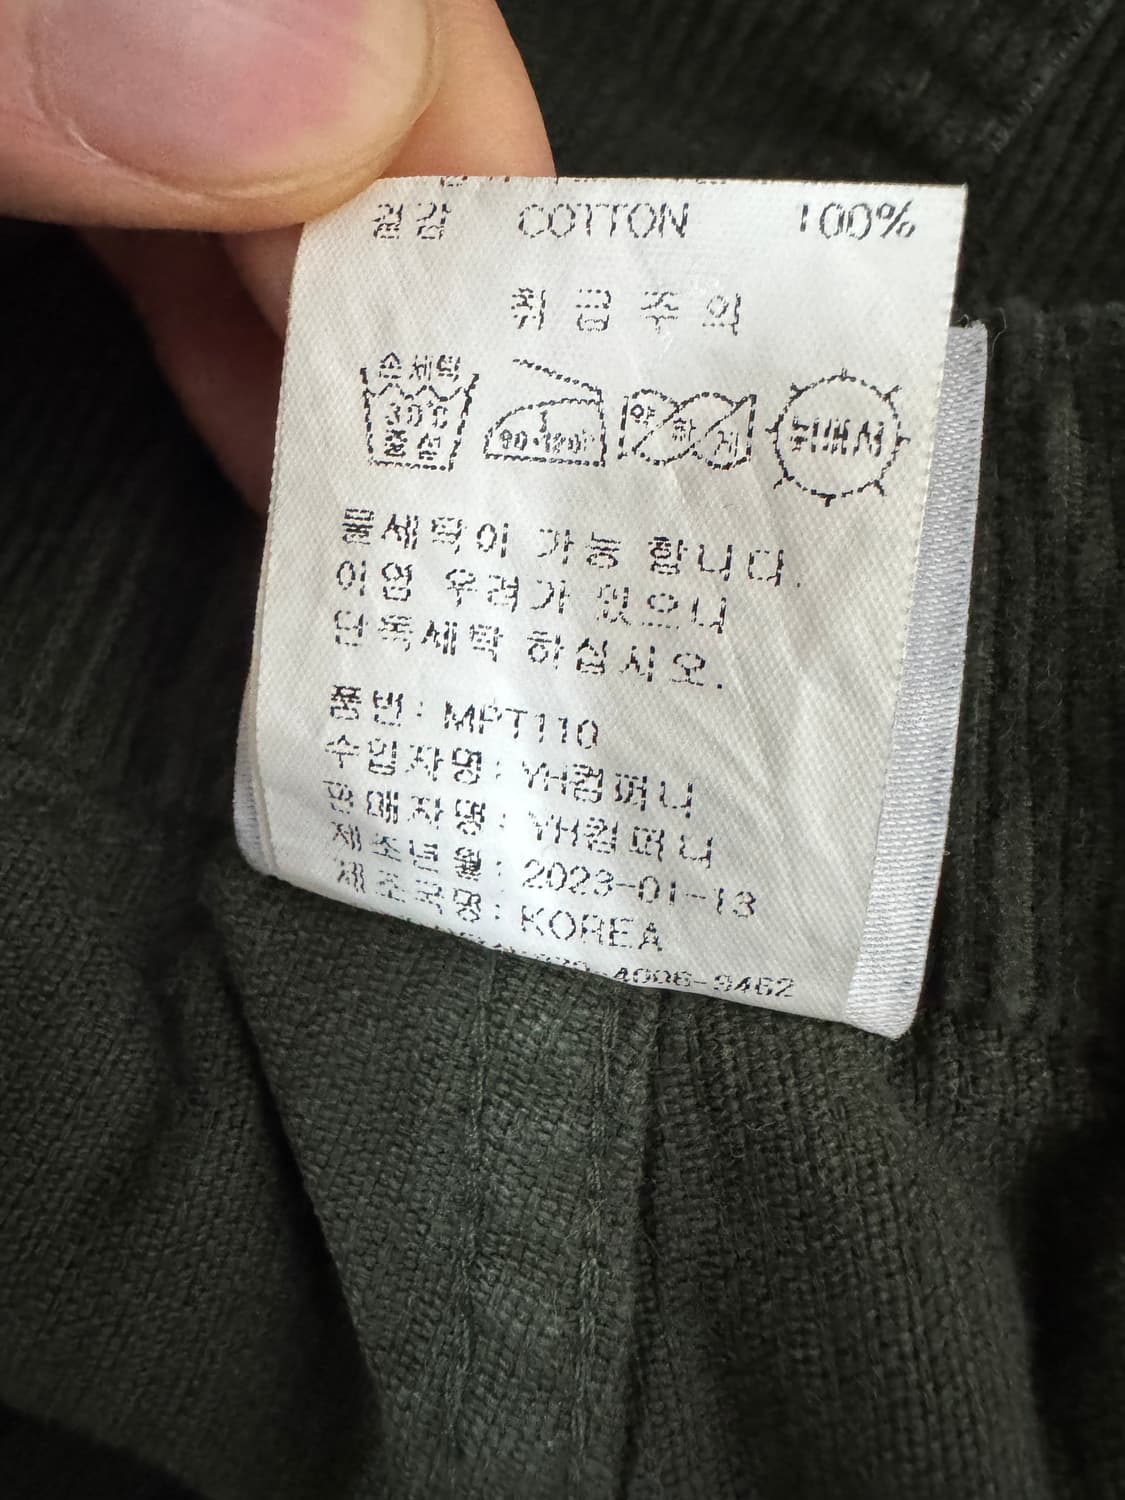 겉감 COTTON 100%
취급주의
손세탁
30℃
중성
80~120℃
약하게
뉘어서
물세탁이 가능 합니다.
이염 우려가 있으니
단독세탁 하십시오.
품번: MPT110
수입자명: YH컴퍼니
판매자명: YH컴퍼니
제조년월: 2023-01-13
제조국명: KOREA
4006-9462